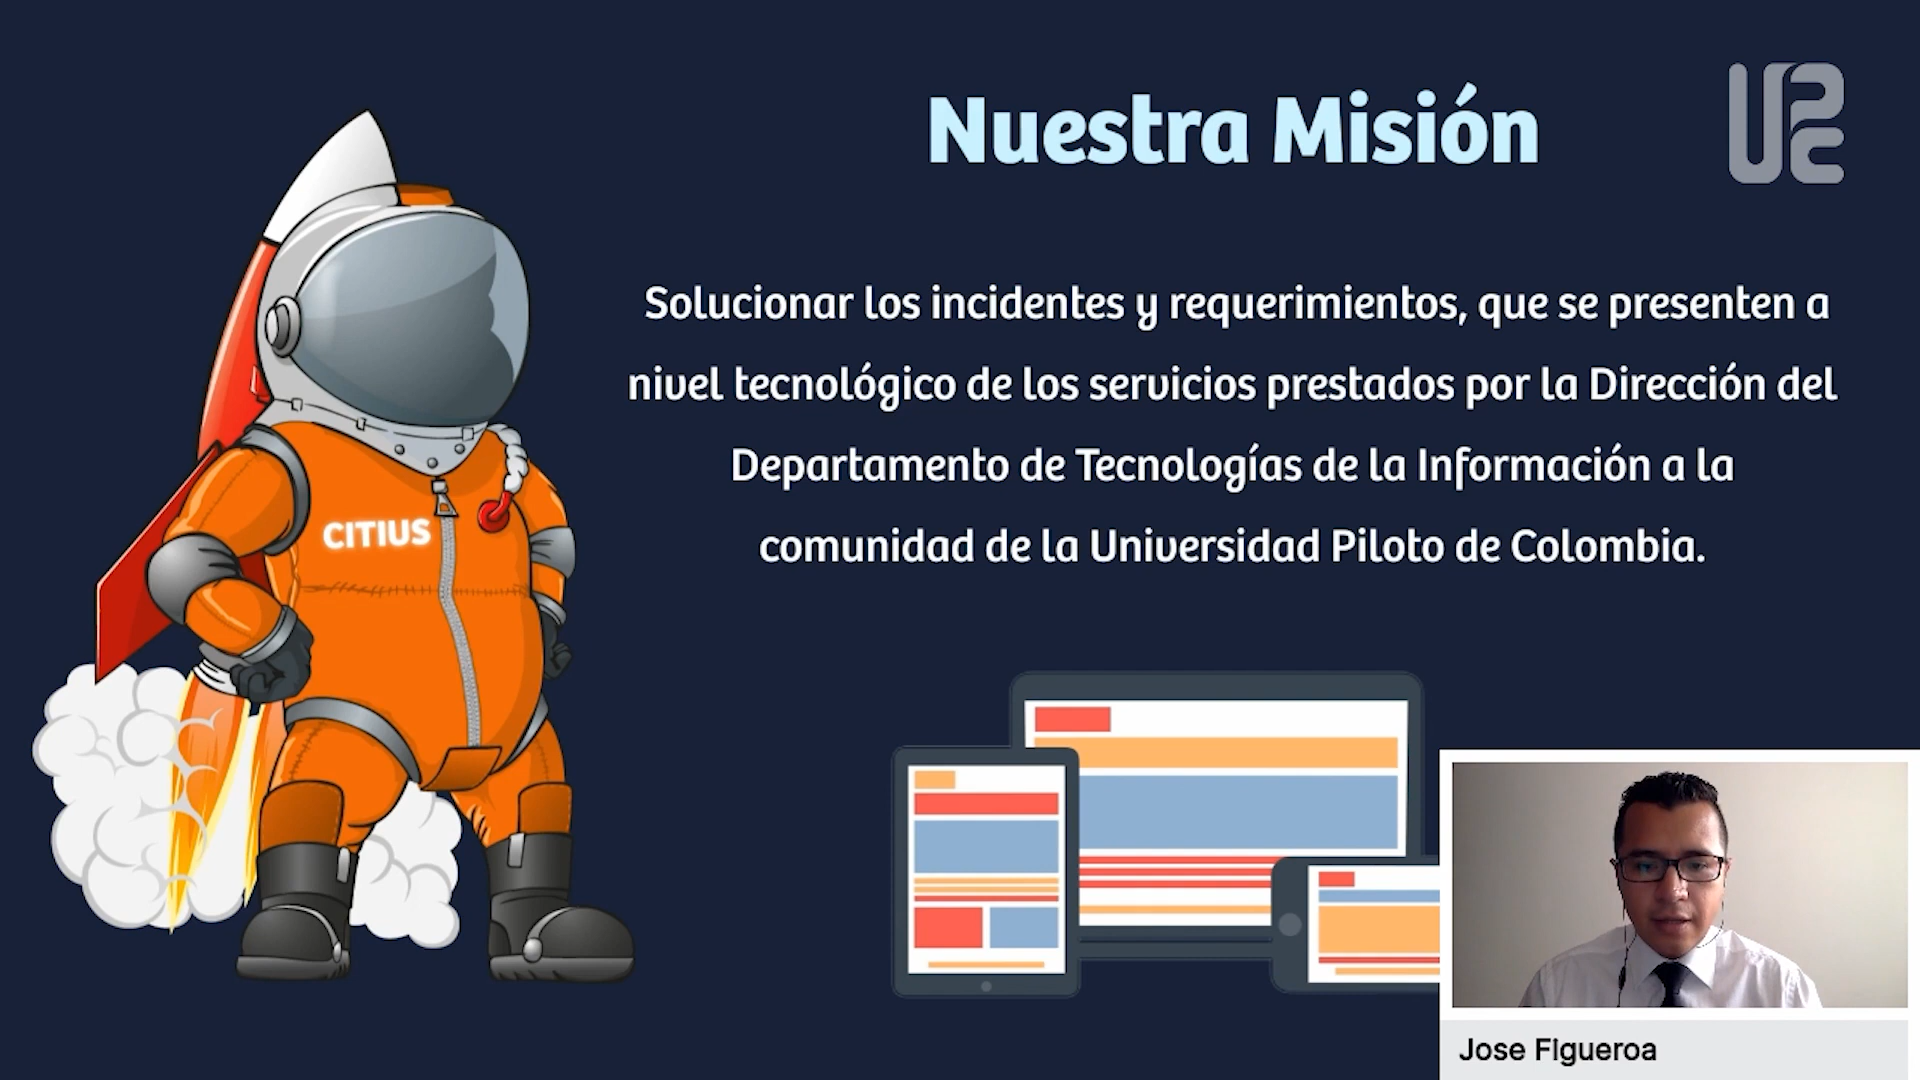 Nuestra Misión
UPC
Solucionar los incidentes y requerimientos, que se presenten a
nivel tecnológico de los servicios prestados por la Dirección del
Departamento de Tecnologías de la Información a la
comunidad de la Universidad Piloto de Colombia.
CITIUS
Jose FIgueroa